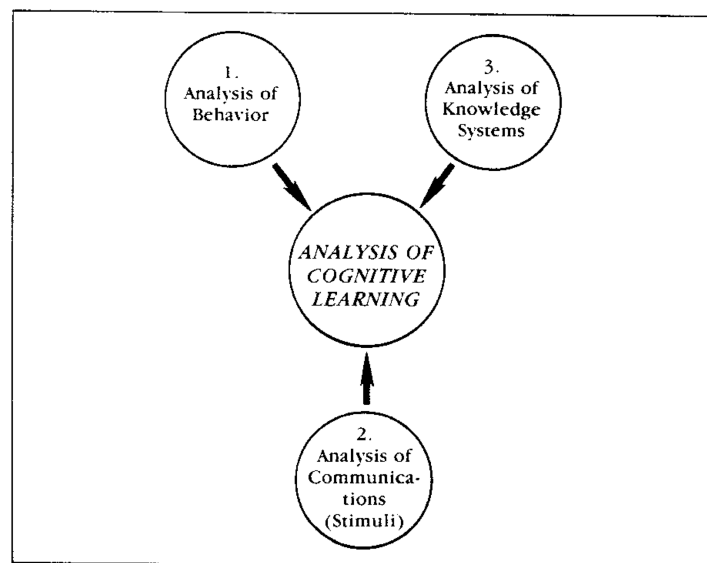 1.
Analysis of
Behavior
3.
Analysis of
Knowledge
Systems
ANALYSIS OF
COGNITIVE
LEARNING
2.
Analysis of
Communica-
tions
(Stimuli)